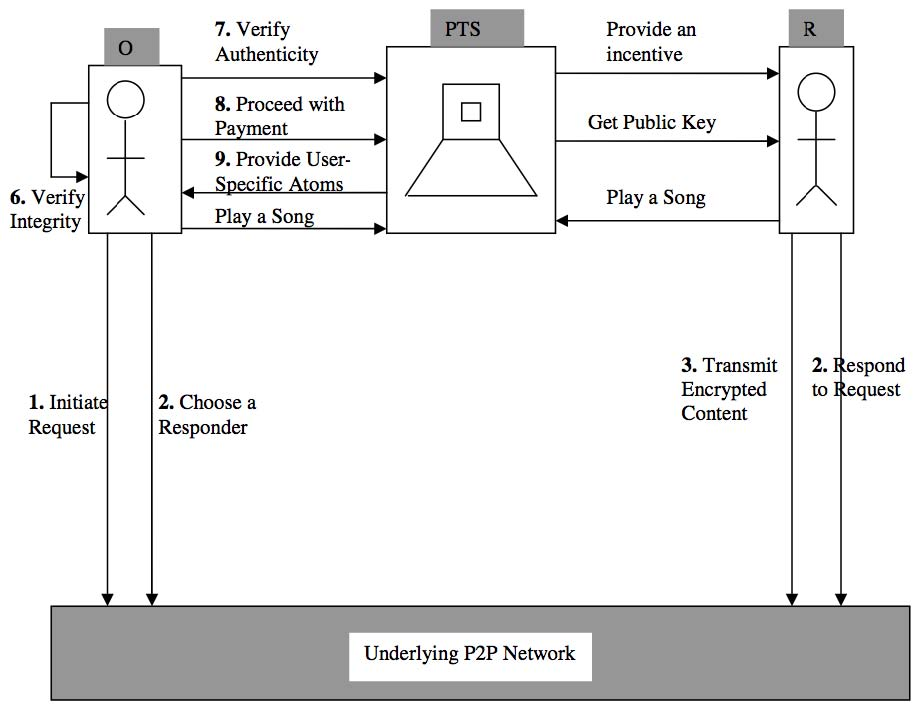 O
PTS
R
7. Verify
Authenticity
8. Proceed with
Payment
9. Provide User-
Specific Atoms
Play a Song
6. Verify
Integrity
Provide an
incentive
Get Public Key
Play a Song
1. Initiate
Request
2. Choose a
Responder
3. Transmit
Encrypted
Content
2. Respond
to Request
Underlying P2P Network